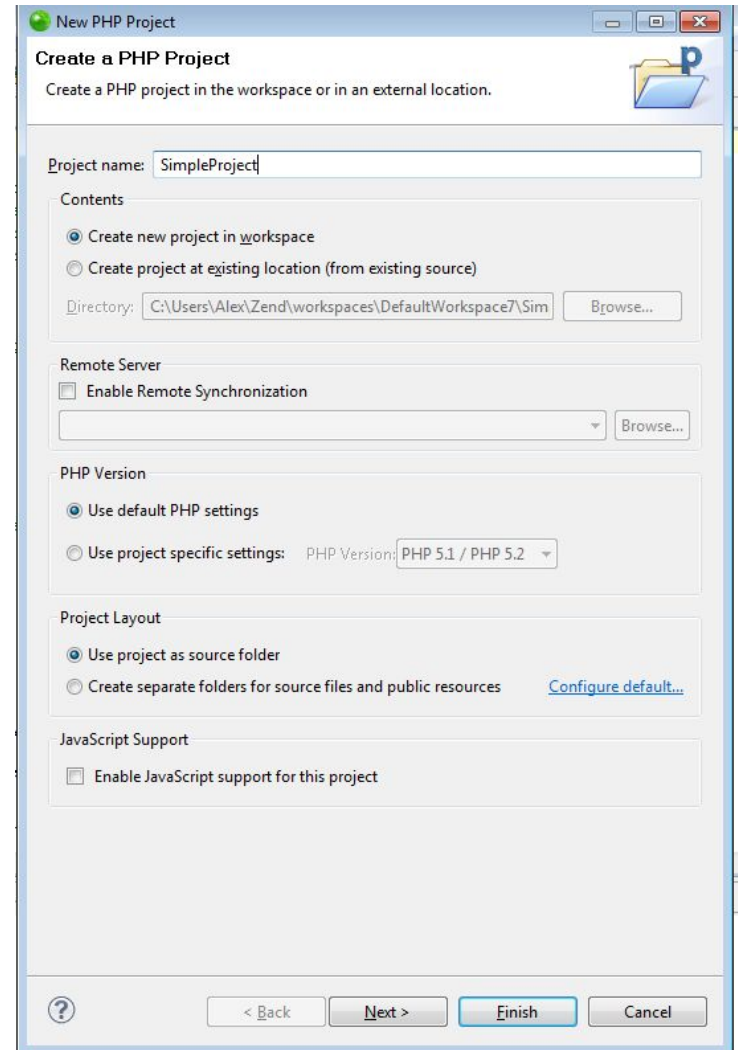 New PHP Project
Create a PHP Project
Create a PHP project in the workspace or in an external location.
p
Project name: SimpleProject
Contents
Create new project in workspace
Create project at existing location (from existing source)
Directory: C:\Users\Alex\Zend\workspaces\DefaultWorkspace7\Sim Browse...
Remote Server
Enable Remote Synchronization
Browse...
PHP Version
Use default PHP settings
Use project specific settings: PHP Version: PHP 5.1 / PHP 5.2
Project Layout
Use project as source folder
Create separate folders for source files and public resources Configure default...
JavaScript Support
Enable JavaScript support for this project
? < Back Next > Finish Cancel